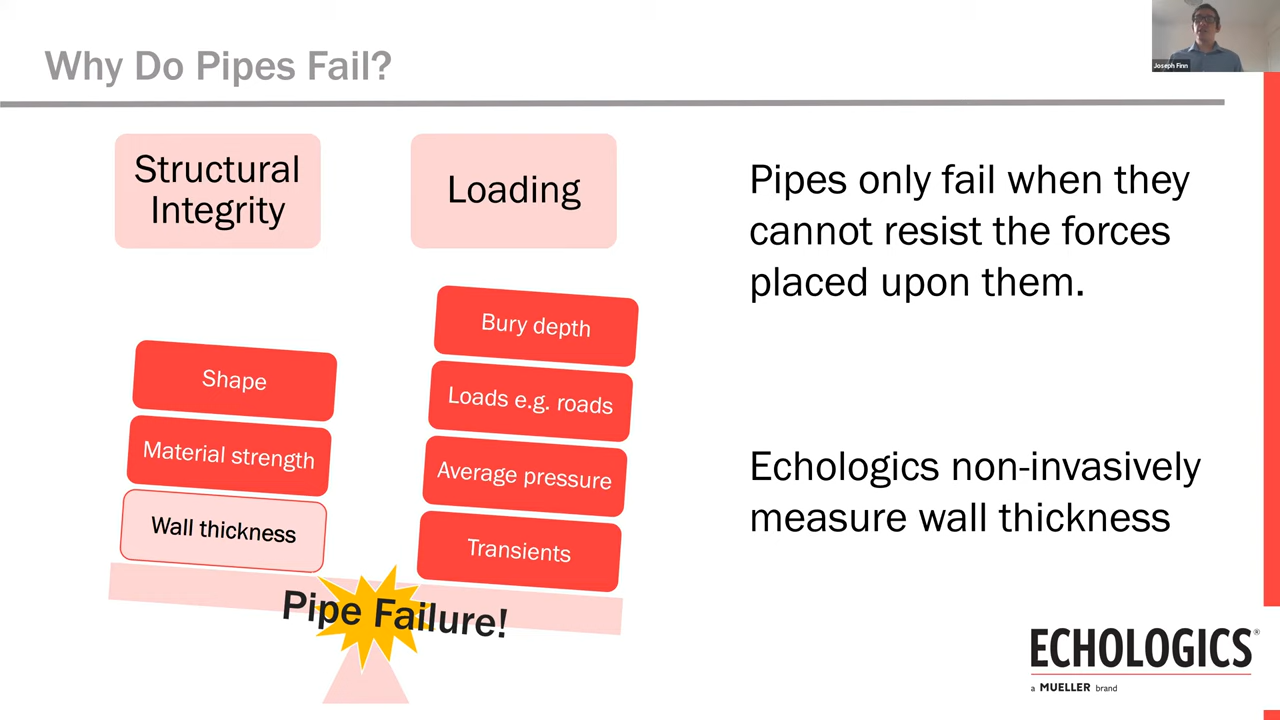 Why Do Pipes Fail?
Joseph Finn
Structural
Integrity
Loading
Pipes only fail when they
cannot resist the forces
placed upon them.
Bury depth
Loads e.g. roads
Average pressure
Transients
Shape
Material strength
Wall thickness
Pipe Failure!
Echologics non-invasively
measure wall thickness
ECHOLOGICS®
a MUELLER brand